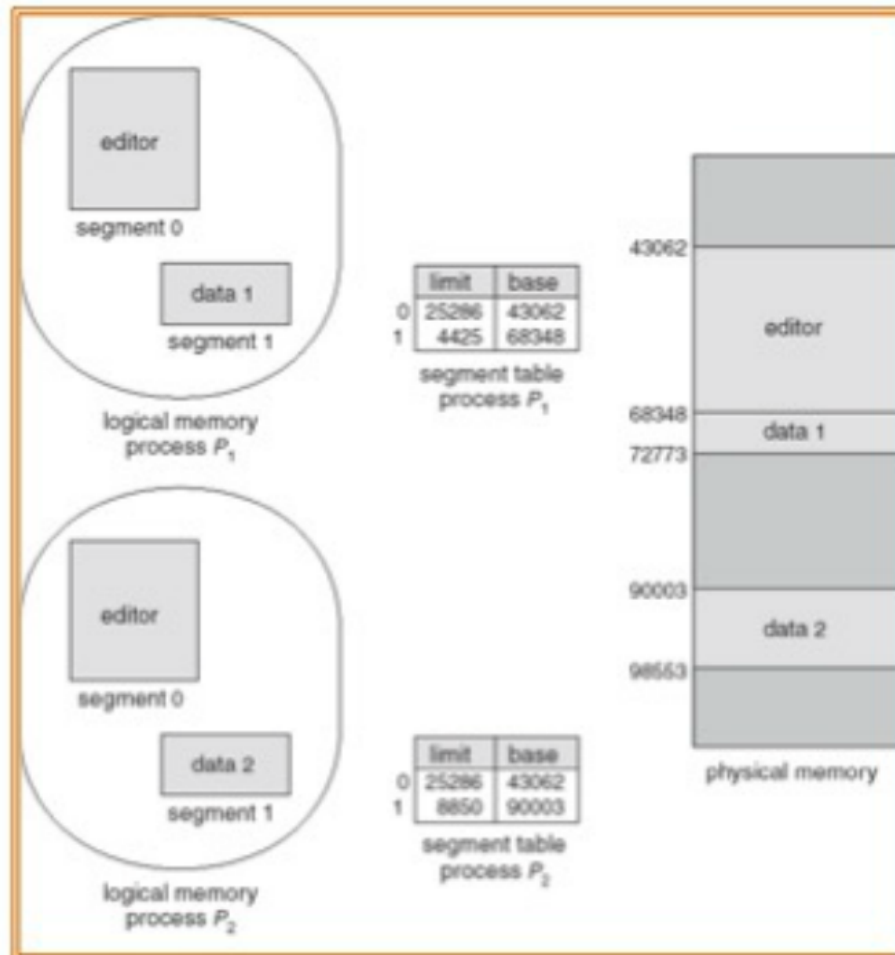 editor
segment 0
data 1
segment 1
logical memory
process P1
limit base
0 25286 43062
1 4425 68348
segment table
process P1
editor
segment 0
data 2
segment 1
logical memory
process P2
limit base
0 25286 43062
1 8850 90003
segment table
process P2
43062
editor
68348
data 1
72773
90003
data 2
98553
physical memory